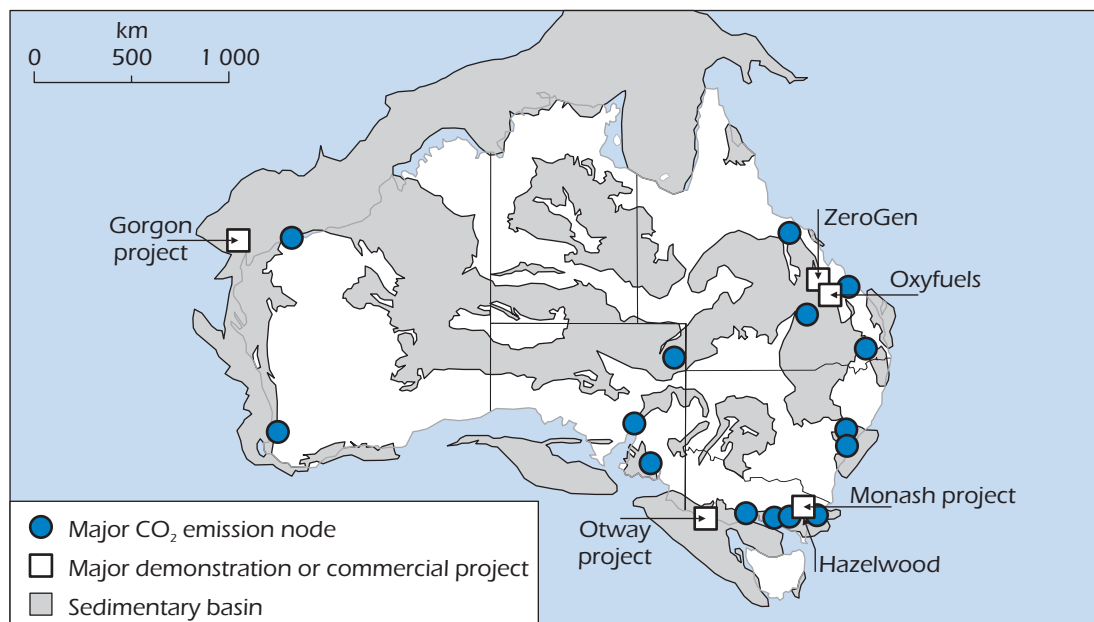 km
0 500 1 000
ZeroGen
Gorgon
project
Oxyfuels
Monash project
Otway
project
Hazelwood
Major CO₂ emission node
Major demonstration or commercial project
Sedimentary basin